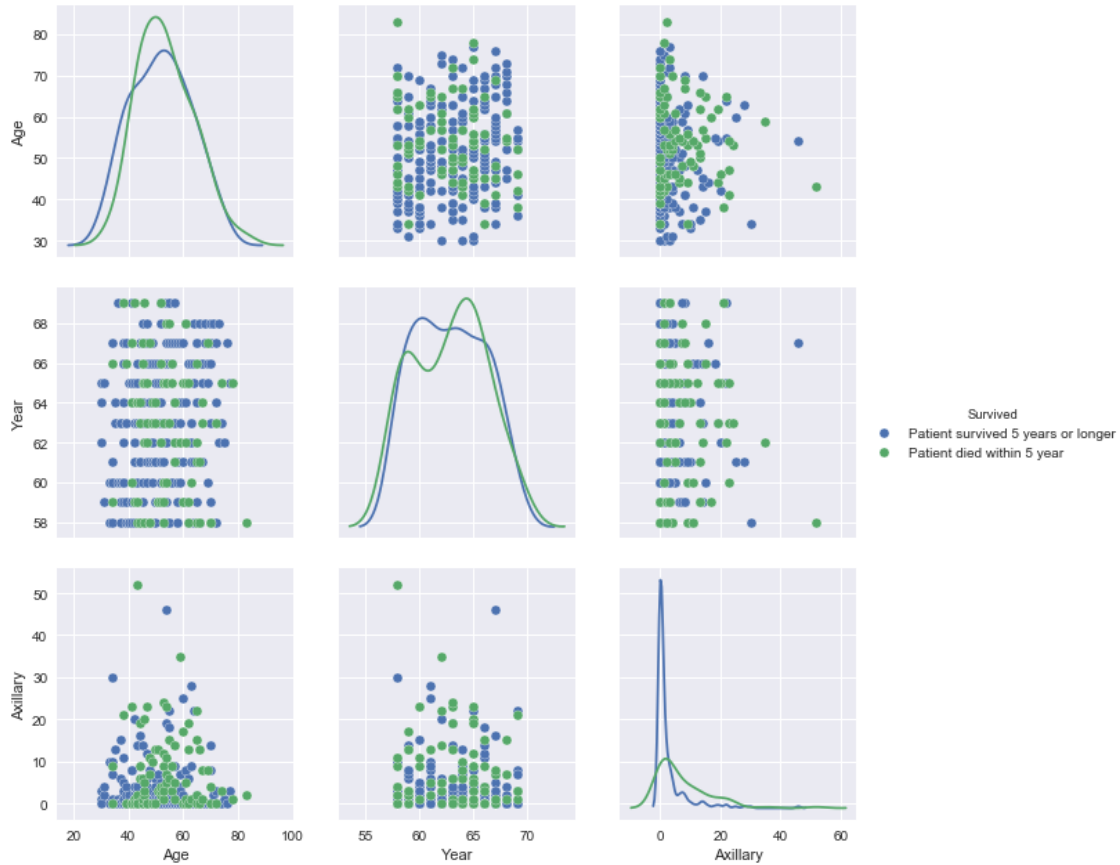 80
70
60
50
40
30
Age
68
66
64
62
60
58
Year
Survived
Patient survived 5 years or longer
Patient died within 5 year
50
40
30
20
10
0
Axillary
20 40 60 80 100
Age
55 60 65 70
Year
0 20 40 60
Axillary